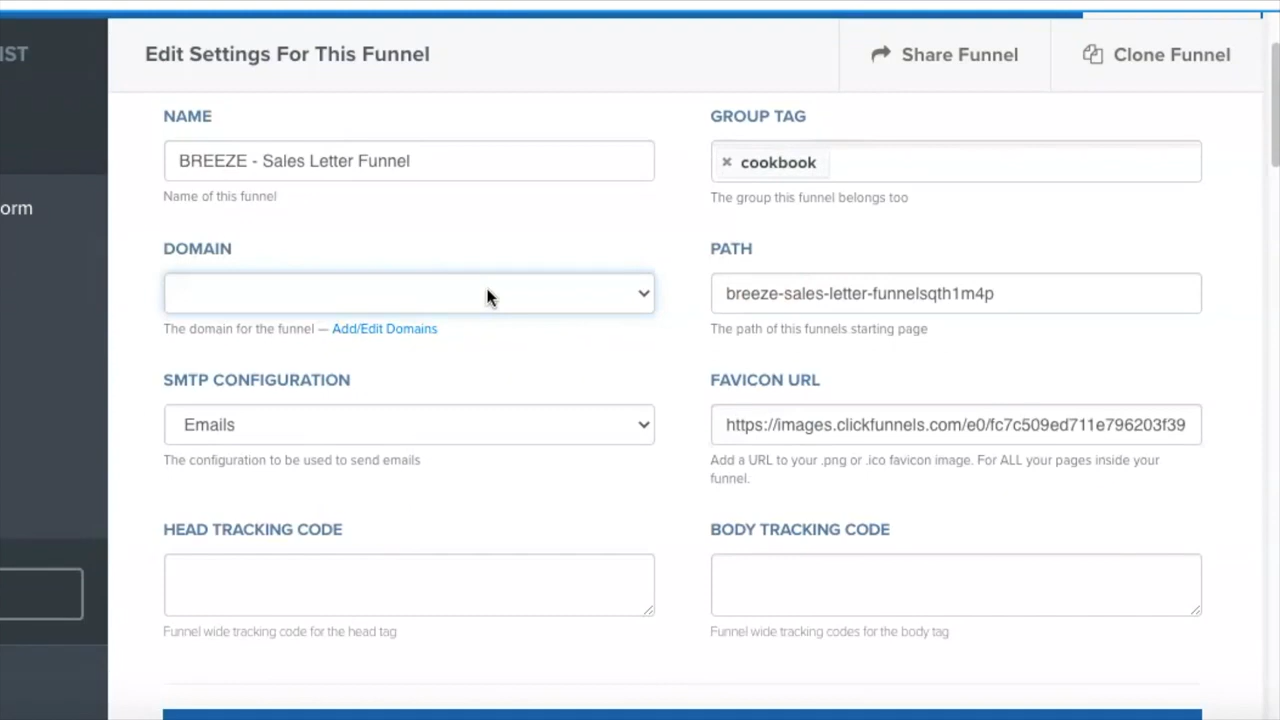 IST
Edit Settings For This Funnel
Share Funnel
Clone Funnel
NAME
GROUP TAG
BREEZE - Sales Letter Funnel
× cookbook
Name of this funnel
The group this funnel belongs too
orm
DOMAIN
PATH
breeze-sales-letter-funnelsqth1m4p
The domain for the funnel — Add/Edit Domains
The path of this funnels starting page
SMTP CONFIGURATION
FAVICON URL
Emails
https://images.clickfunnels.com/e0/fc7c509ed711e796203f39
The configuration to be used to send emails
Add a URL to your .png or .ico favicon image. For ALL your pages inside your
funnel.
HEAD TRACKING CODE
BODY TRACKING CODE
Funnel wide tracking code for the head tag
Funnel wide tracking codes for the body tag